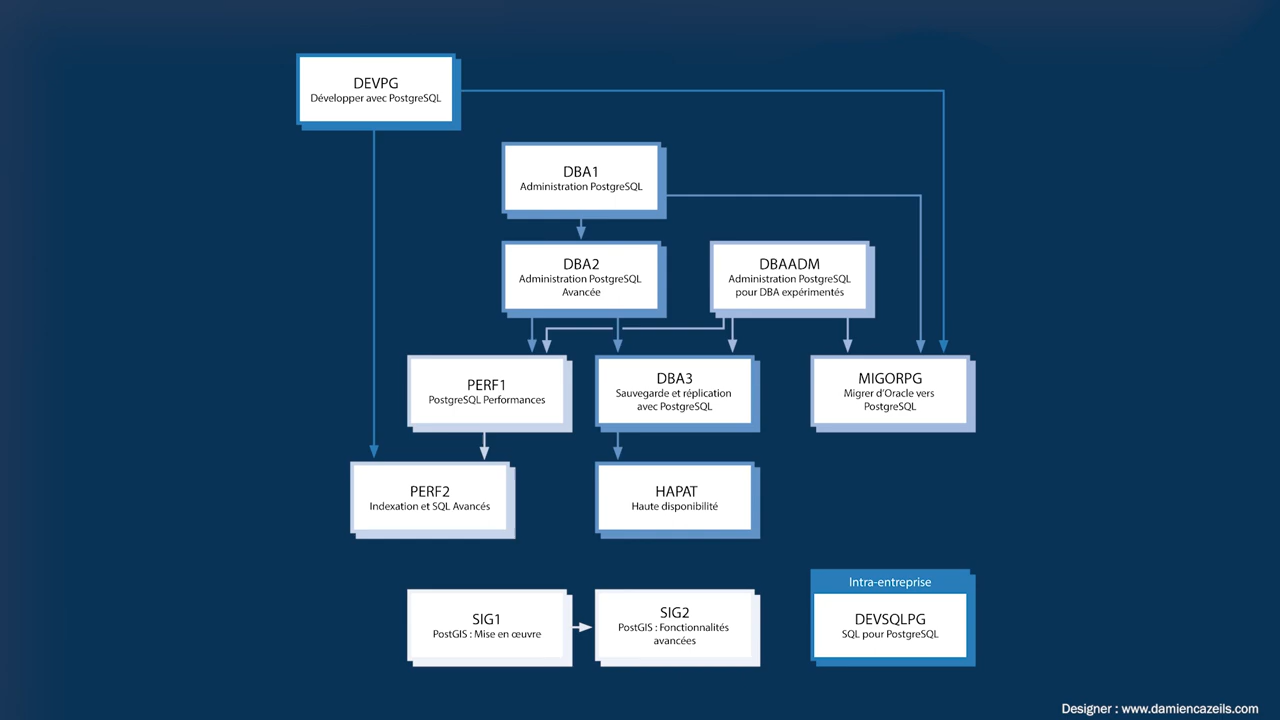 DEVPG
Développer avec PostgreSQL
DBA1
Administration PostgreSQL
DBA2
Administration PostgreSQL
Avancée
DBAADM
Administration PostgreSQL
pour DBA expérimentés
PERF1
PostgreSQL Performances
DBA3
Sauvegarde et réplication
avec PostgreSQL
MIGORPG
Migrer d'Oracle vers
PostgreSQL
PERF2
Indexation et SQL Avancés
HAPAT
Haute disponibilité
SIG1
PostGIS : Mise en œuvre
SIG2
PostGIS : Fonctionnalités
avancées
Intra-entreprise
DEVSQLPG
SQL pour PostgreSQL
Designer : www.damiencazeils.com